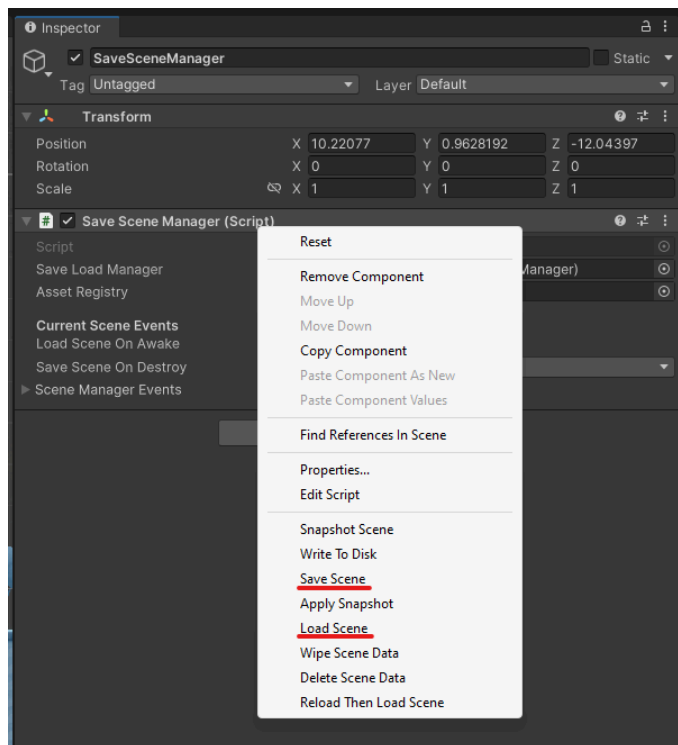 Inspector
SaveSceneManager Static
Tag Untagged Layer Default
Transform
Position X 10.22077 Y 0.9628192 Z -12.04397
Rotation X 0 Y 0 Z 0
Scale X 1 Y 1 Z 1
# Save Scene Manager (Script)
Script
Save Load Manager Manager)
Asset Registry
Current Scene Events
Load Scene On Awake
Save Scene On Destroy
Scene Manager Events
Reset
Remove Component
Move Up
Move Down
Copy Component
Paste Component As New
Paste Component Values
Find References In Scene
Properties...
Edit Script
Snapshot Scene
Write To Disk
Save Scene
Apply Snapshot
Load Scene
Wipe Scene Data
Delete Scene Data
Reload Then Load Scene